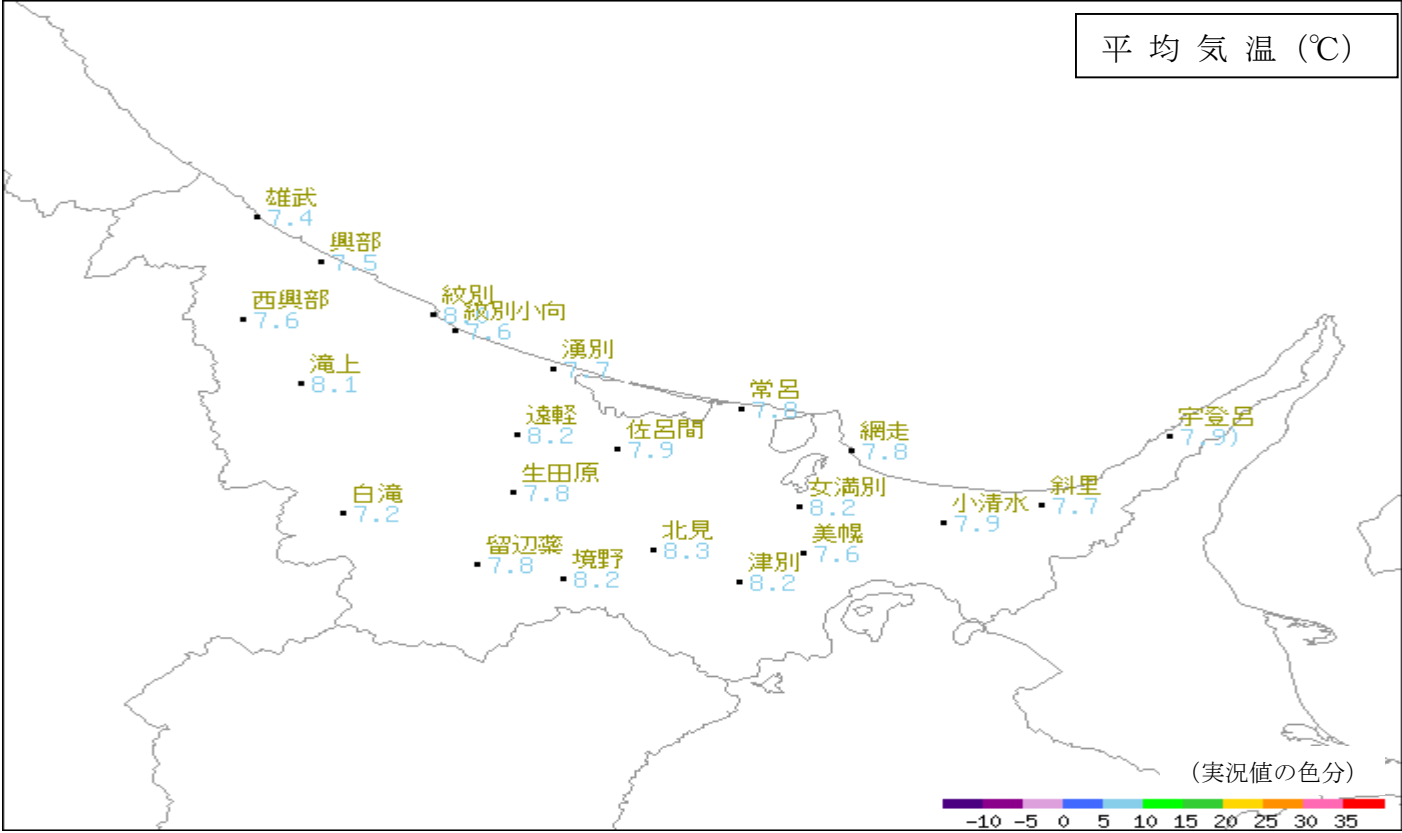 平均気温(℃)
雄武
7.4
興部
7.5
西興部
7.6
紋別
紋別小向
7.6
滝上
8.1
湧別
7.7
常呂
7.8
遠軽
8.2
佐呂間
7.9
網走
7.8
宇登呂
7.9)
生田原
7.8
白滝
7.2
女満別
8.2
小清水
7.9
斜里
7.7
留辺蘂
7.8
境野
8.2
北見
8.3
美幌
7.6
津別
8.2
(実況値の色分)
-10 -5 0 5 10 15 20 25 30 35